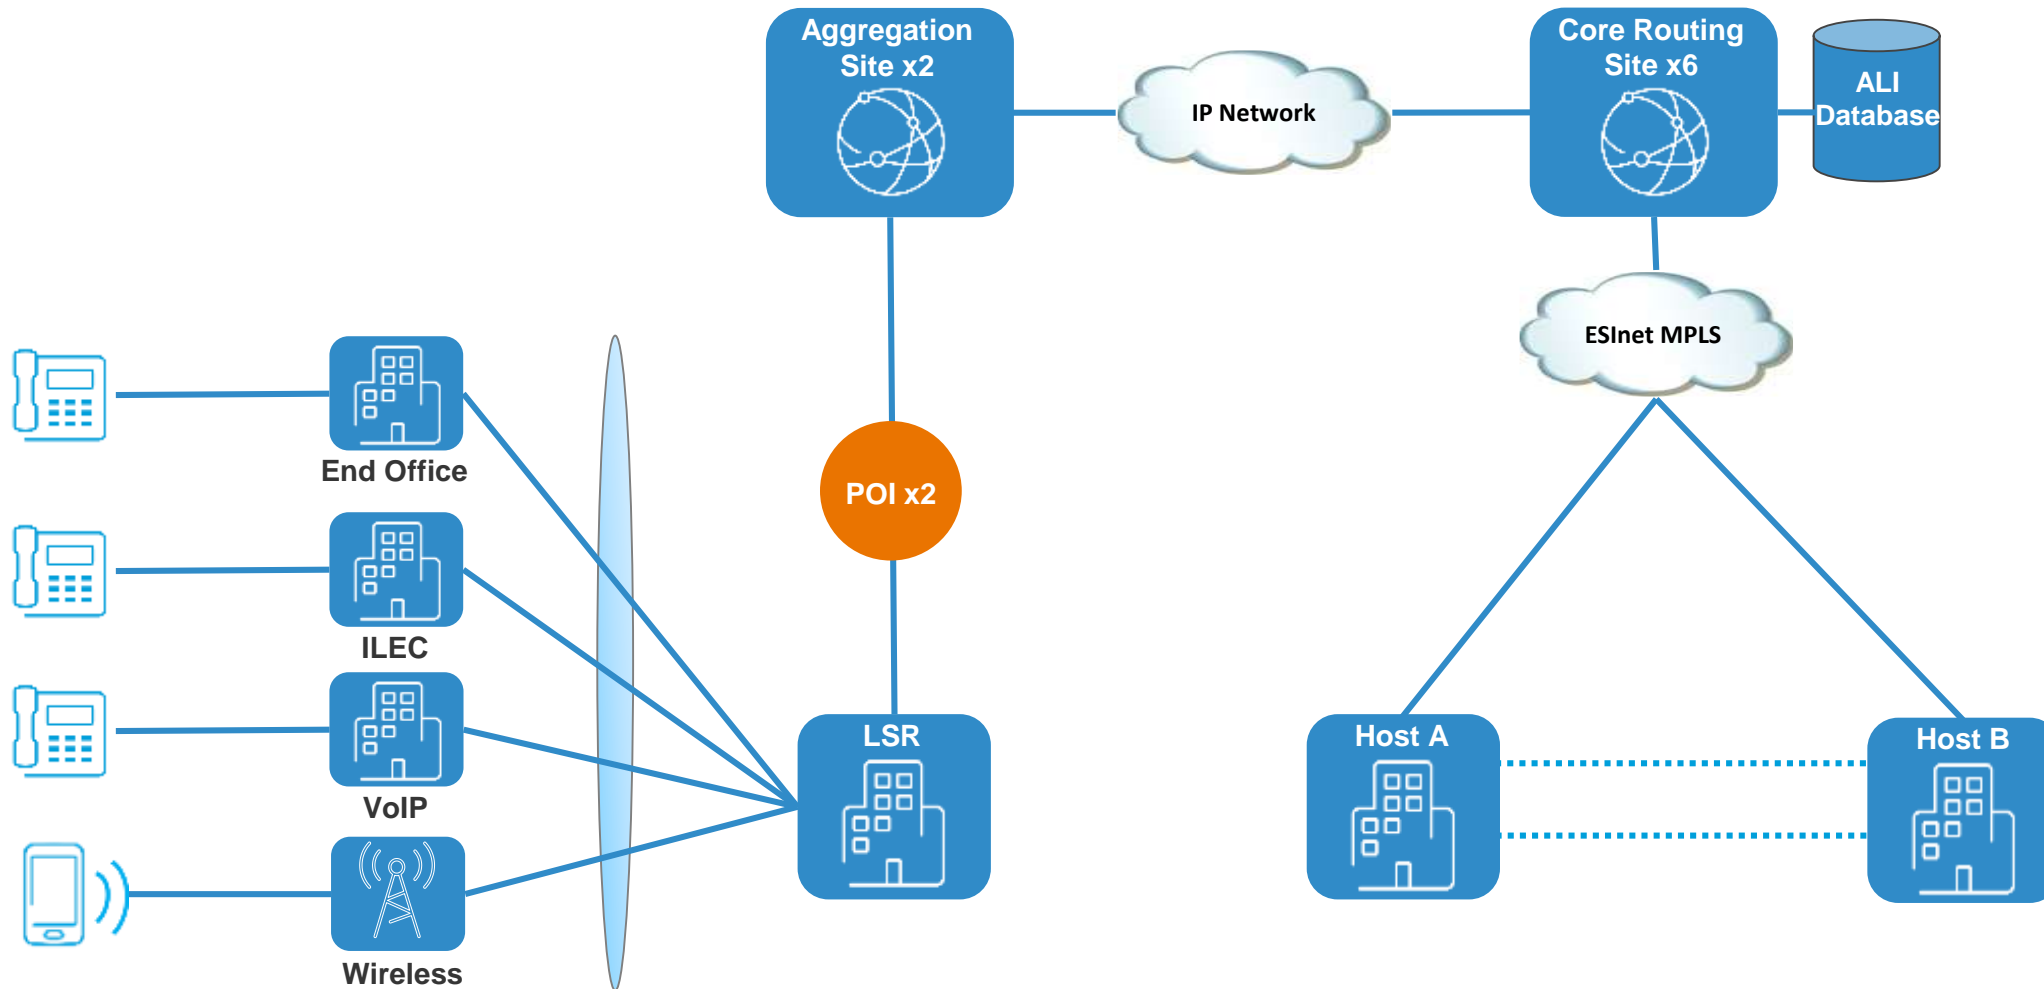 Aggregation
Site x2
IP Network
Core Routing
Site x6
ALI
Database
ESInet MPLS
End Office
POI x2
ILEC
VoIP
LSR
Host A
Host B
Wireless